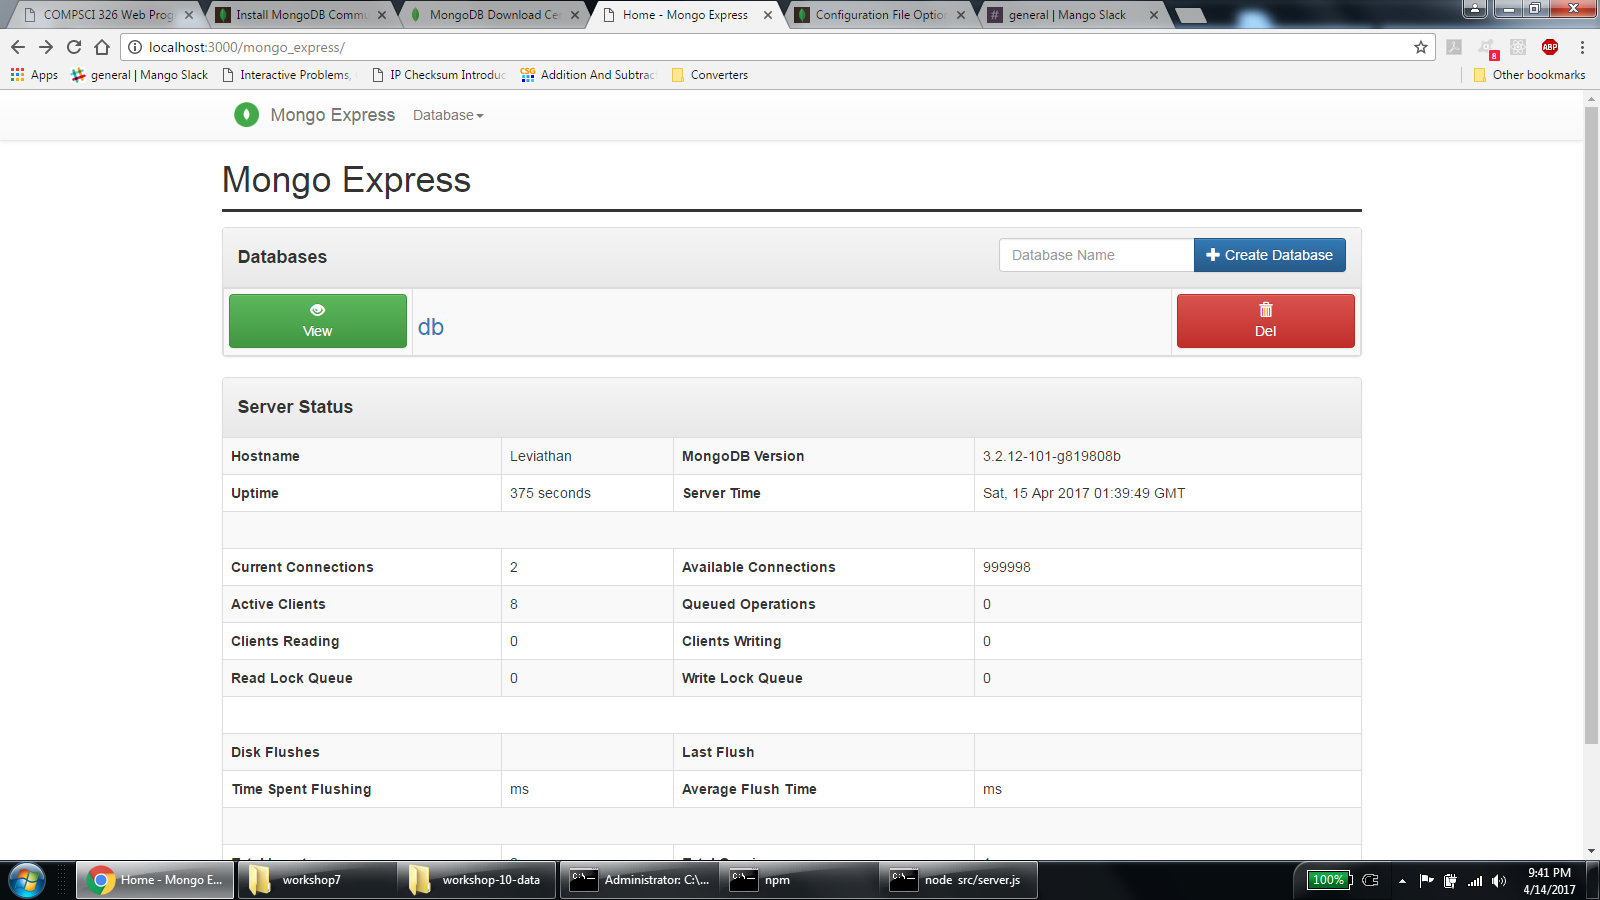 COMPSCI 326 Web Prog
Install MongoDB Commu
MongoDB Download Ce
Home - Mongo Express
Configuration File Option
general | Mango Slack
localhost:3000/mongo_express/
8
ABP
Apps
general | Mango Slack
Interactive Problems,
IP Checksum Introduc
CSG
Addition And Subtrac
Converters
Other bookmarks
Mongo Express
Database
Mongo Express
Databases
Database Name
Create Database
View
db
Del
Server Status
Hostname Leviathan MongoDB Version 3.2.12-101-g819808b
Uptime 375 seconds Server Time Sat, 15 Apr 2017 01:39:49 GMT
Current Connections 2 Available Connections 999998
Active Clients 8 Queued Operations 0
Clients Reading 0 Clients Writing 0
Read Lock Queue 0 Write Lock Queue 0
Disk Flushes Last Flush
Time Spent Flushing ms Average Flush Time ms
Home - Mongo E...
workshop7
workshop-10-data
Administrator: C:\...
npm
node src/server.js
100%
9:41 PM
4/14/2017